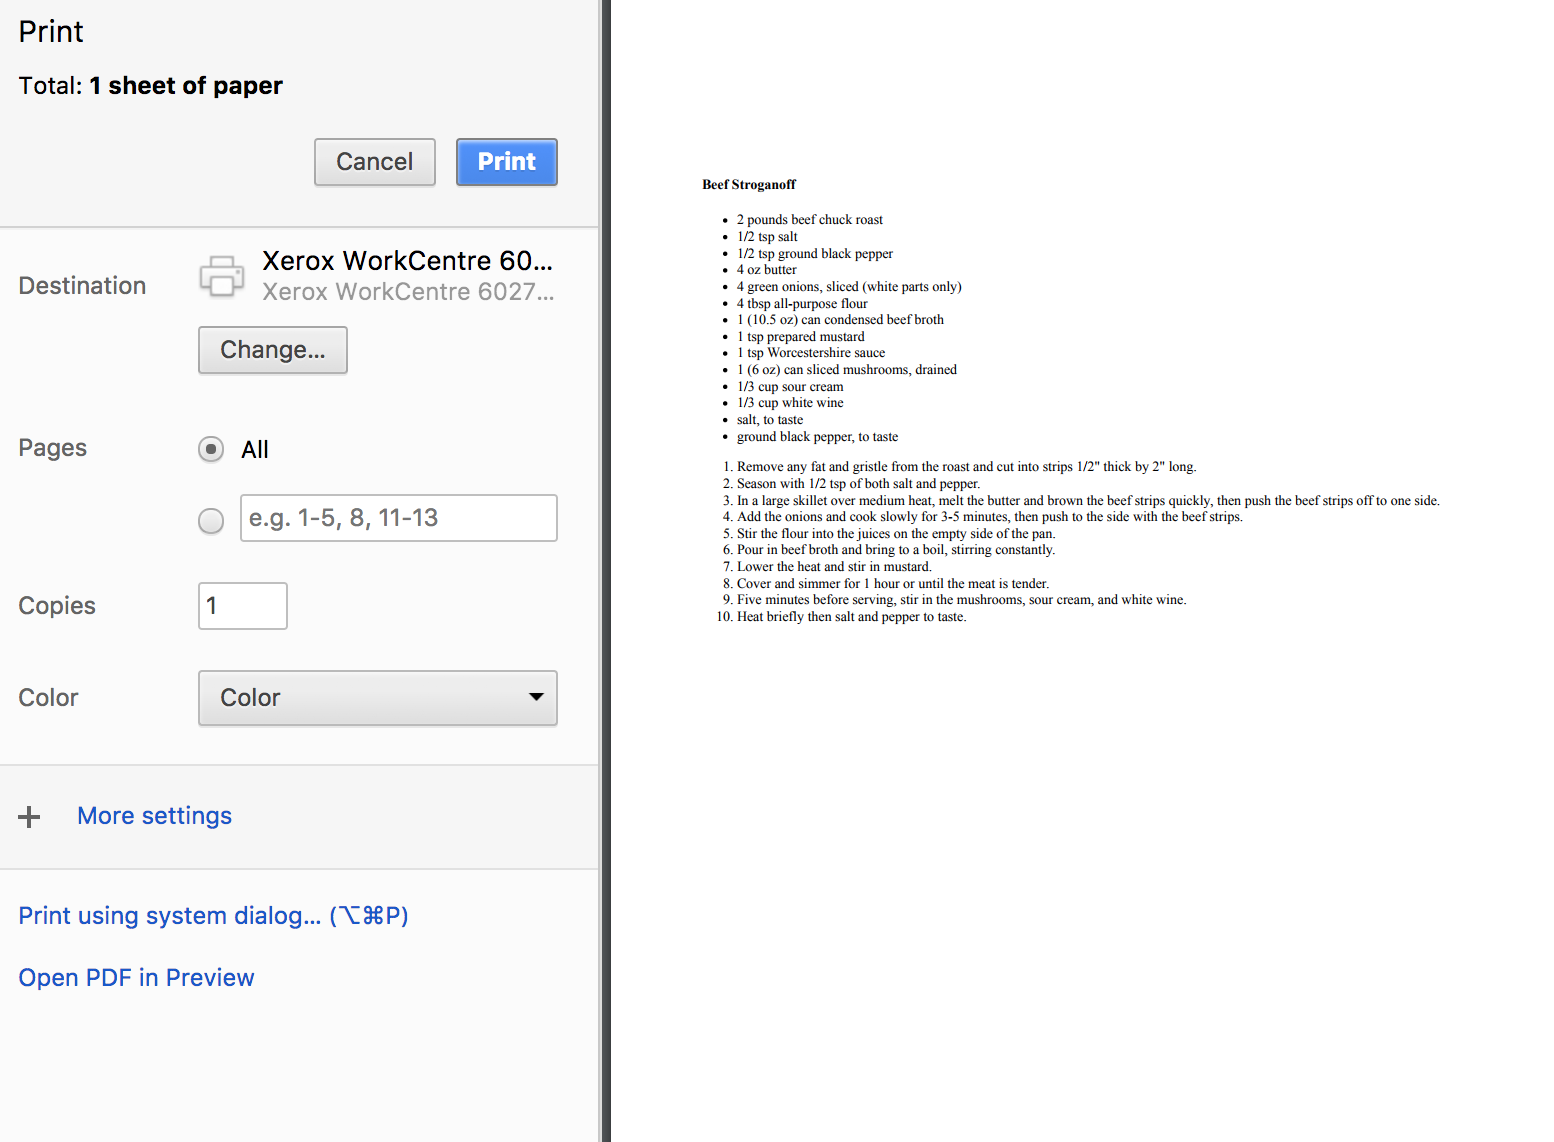 Print
Total: 1 sheet of paper
Cancel
Print
Destination
Xerox WorkCentre 60...
Xerox WorkCentre 6027...
Change...
Pages
All
e.g. 1-5, 8, 11-13
Copies
1
Color
Color
More settings
Print using system dialog... (⌥⌘P)
Open PDF in Preview
Beef Stroganoff
• 2 pounds beef chuck roast
• 1/2 tsp salt
• 1/2 tsp ground black pepper
• 4 oz butter
• 4 green onions, sliced (white parts only)
• 4 tbsp all-purpose flour
• 1 (10.5 oz) can condensed beef broth
• 1 tsp prepared mustard
• 1 tsp Worcestershire sauce
• 1 (6 oz) can sliced mushrooms, drained
• 1/3 cup sour cream
• 1/3 cup white wine
• salt, to taste
• ground black pepper, to taste
1. Remove any fat and gristle from the roast and cut into strips 1/2" thick by 2" long.
2. Season with 1/2 tsp of both salt and pepper.
3. In a large skillet over medium heat, melt the butter and brown the beef strips quickly, then push the beef strips off to one side.
4. Add the onions and cook slowly for 3-5 minutes, then push to the side with the beef strips.
5. Stir the flour into the juices on the empty side of the pan.
6. Pour in beef broth and bring to a boil, stirring constantly.
7. Lower the heat and stir in mustard.
8. Cover and simmer for 1 hour or until the meat is tender.
9. Five minutes before serving, stir in the mushrooms, sour cream, and white wine.
10. Heat briefly then salt and pepper to taste.